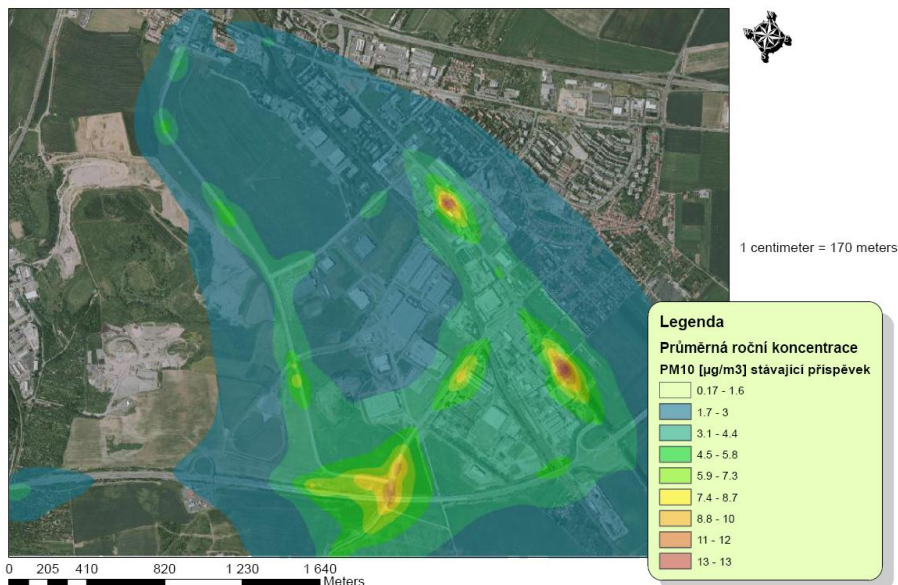 1 centimeter = 170 meters
Legenda
Průměrná roční koncentrace
PM10 [µg/m3] stávající příspěvek
0.17 - 1.6
1.7 - 3
3.1 - 4.4
4.5 - 5.8
5.9 - 7.3
7.4 - 8.7
8.8 - 10
11 - 12
13 - 13
0 205 410 820 1 230 1 640
Meters